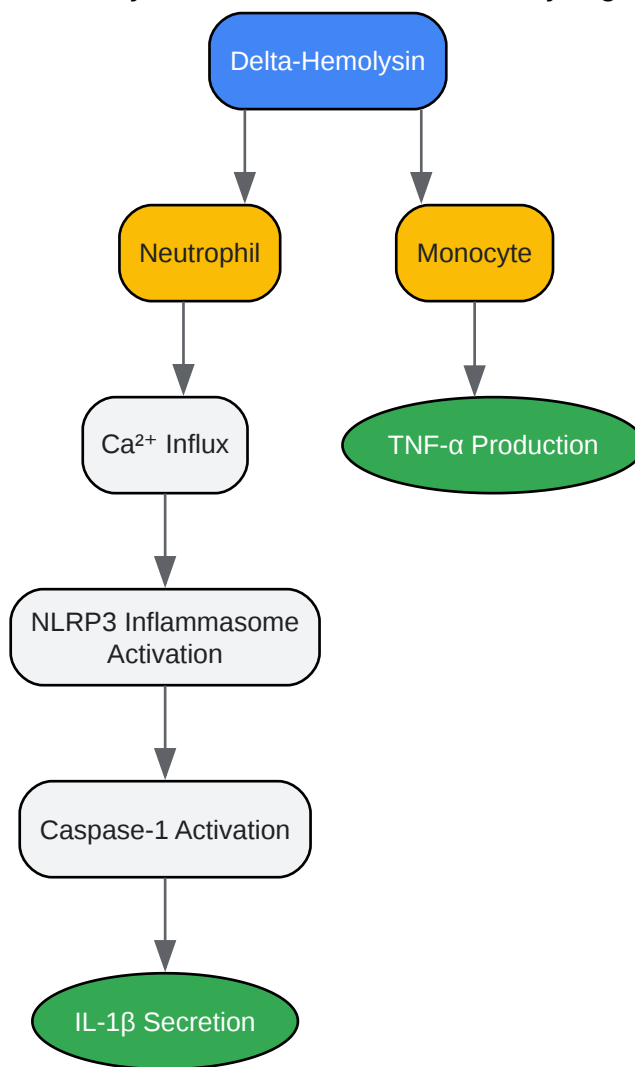 Delta-Hemolysin
Neutrophil
Monocyte
Ca²⁺ Influx
TNF-α Production
NLRP3 Inflammasome
Activation
Caspase-1 Activation
IL-1β Secretion